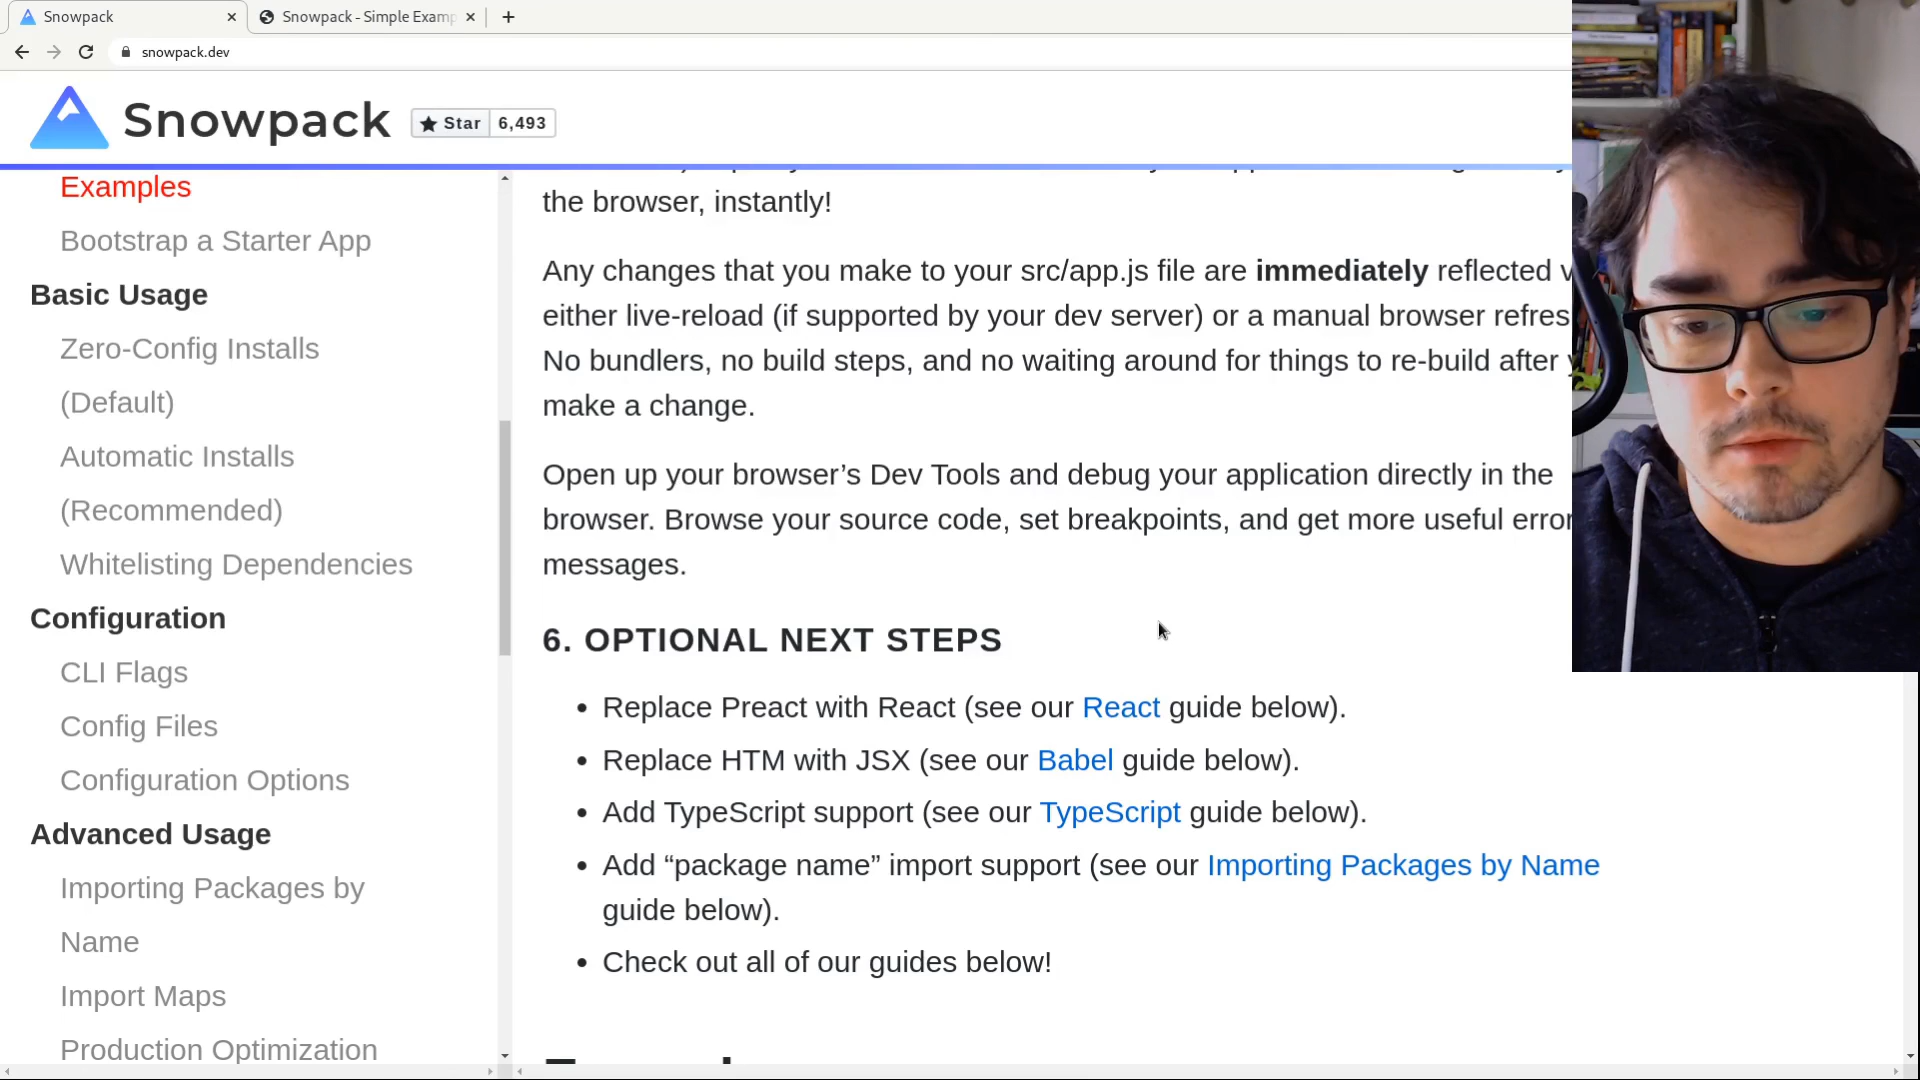 Snowpack
Snowpack - Simple Examp
snowpack.dev
Snowpack
Star 6,493
Examples
Bootstrap a Starter App
Basic Usage
Zero-Config Installs
(Default)
Automatic Installs
(Recommended)
Whitelisting Dependencies
Configuration
CLI Flags
Config Files
Configuration Options
Advanced Usage
Importing Packages by
Name
Import Maps
Production Optimization
the browser, instantly!
Any changes that you make to your src/app.js file are immediately reflected
either live-reload (if supported by your dev server) or a manual browser refres
No bundlers, no build steps, and no waiting around for things to re-build after
make a change.
Open up your browser’s Dev Tools and debug your application directly in the
browser. Browse your source code, set breakpoints, and get more useful error
messages.
6. OPTIONAL NEXT STEPS
• Replace Preact with React (see our React guide below).
• Replace HTM with JSX (see our Babel guide below).
• Add TypeScript support (see our TypeScript guide below).
• Add “package name” import support (see our Importing Packages by Name
guide below).
• Check out all of our guides below!